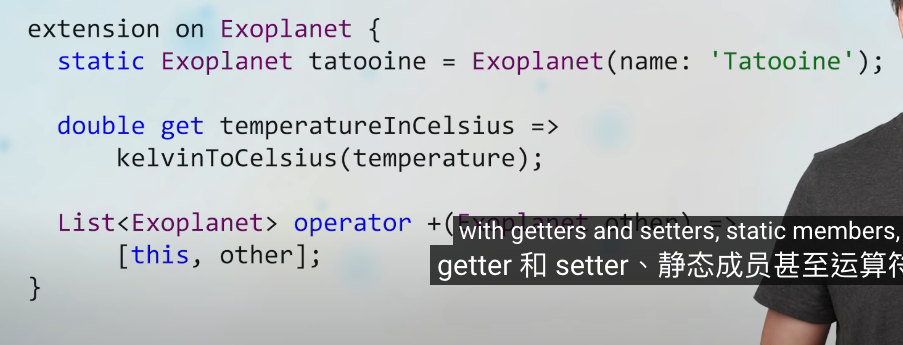 extension on Exoplanet {
static Exoplanet tatooine = Exoplanet(name: 'Tatooine');
double get temperatureInCelsius =>
kelvinToCelsius(temperature);
List<Exoplanet> operator +(Exoplanet other) =>
[this, other];
}
with getters and setters, static members,
getter 和 setter、静态成员甚至运算符